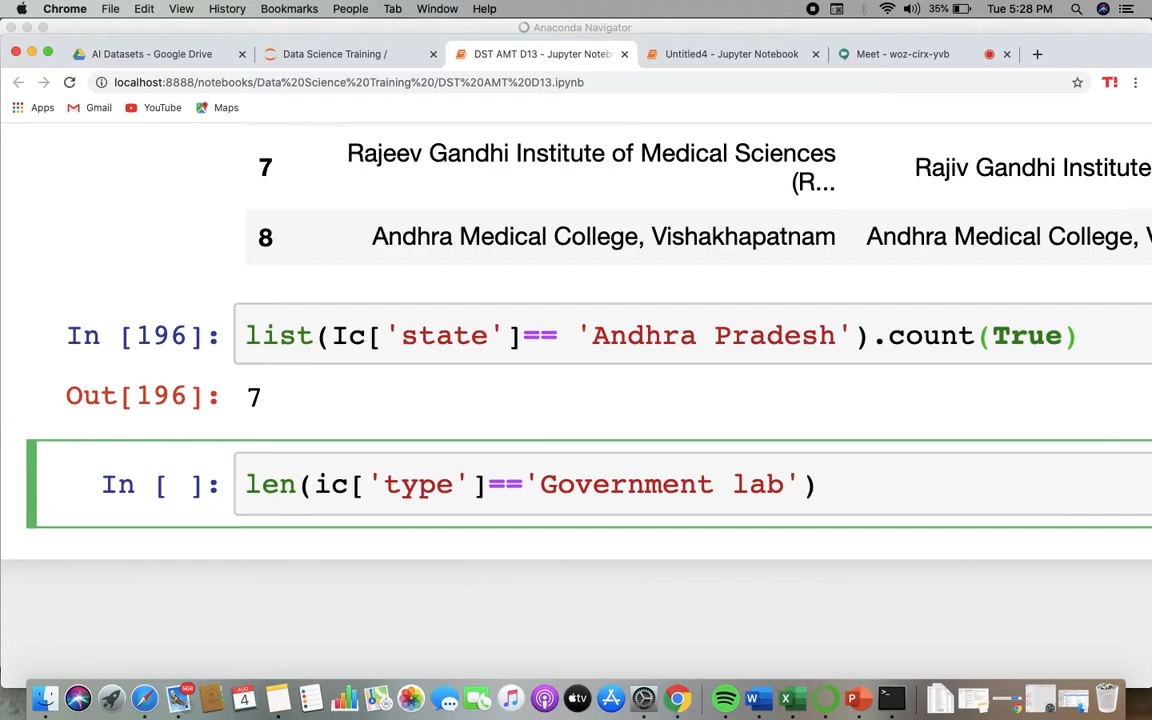 Chrome File Edit View History Bookmarks People Tab Window Help 35% Tue 5:28 PM
Anaconda Navigator
AI Datasets - Google Drive × Data Science Training / × DST AMT D13 - Jupyter Noteb × Untitled4 - Jupyter Notebook × Meet - woz-cirx-yvb ×
localhost:8888/notebooks/Data%20Science%20Training%20/DST%20AMT%20D13.ipynb T!
Apps Gmail YouTube Maps
7 Rajeev Gandhi Institute of Medical Sciences (R... Rajiv Gandhi Institute
8 Andhra Medical College, Vishakhapatnam Andhra Medical College, V
In [196]: list(Ic['state']== 'Andhra Pradesh').count(True)
Out[196]: 7
In [ ]: len(ic['type']=='Government lab')
568 AUG 4 tv